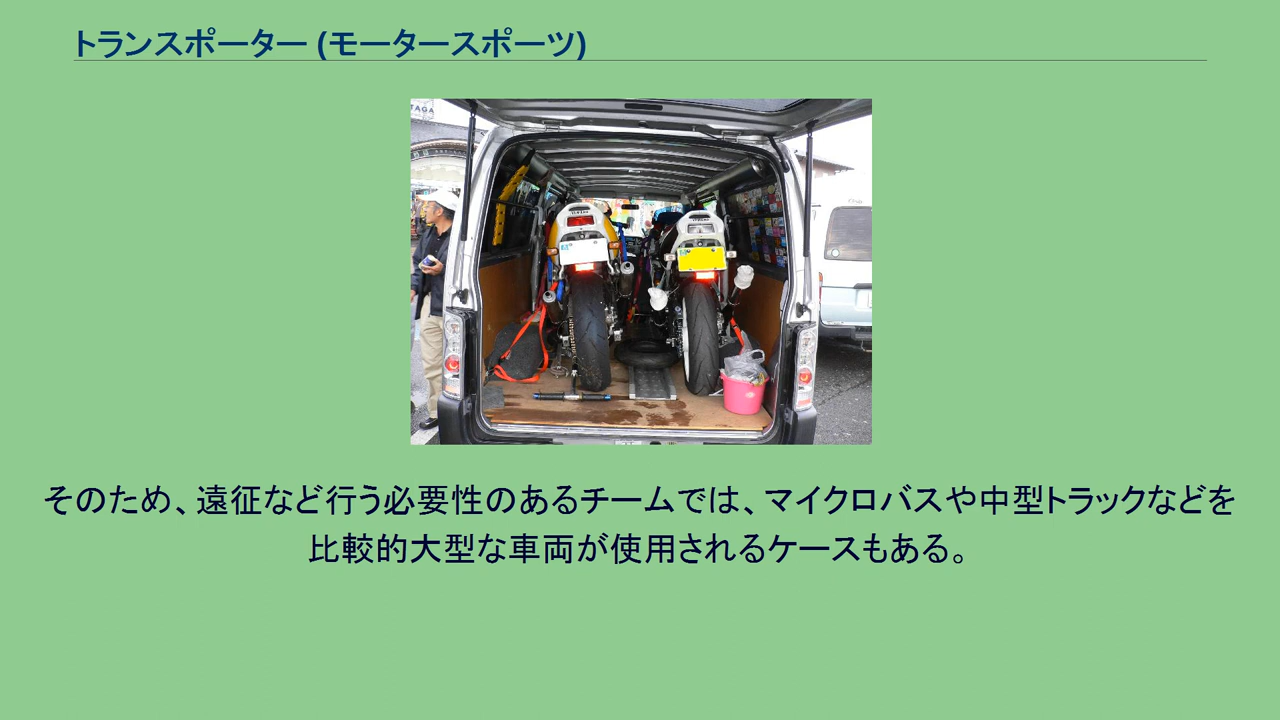 トランスポーター (モータースポーツ)
TAGA
そのため、遠征など行う必要性のあるチームでは、マイクロバスや中型トラックなどを
比較的大型な車両が使用されるケースもある。